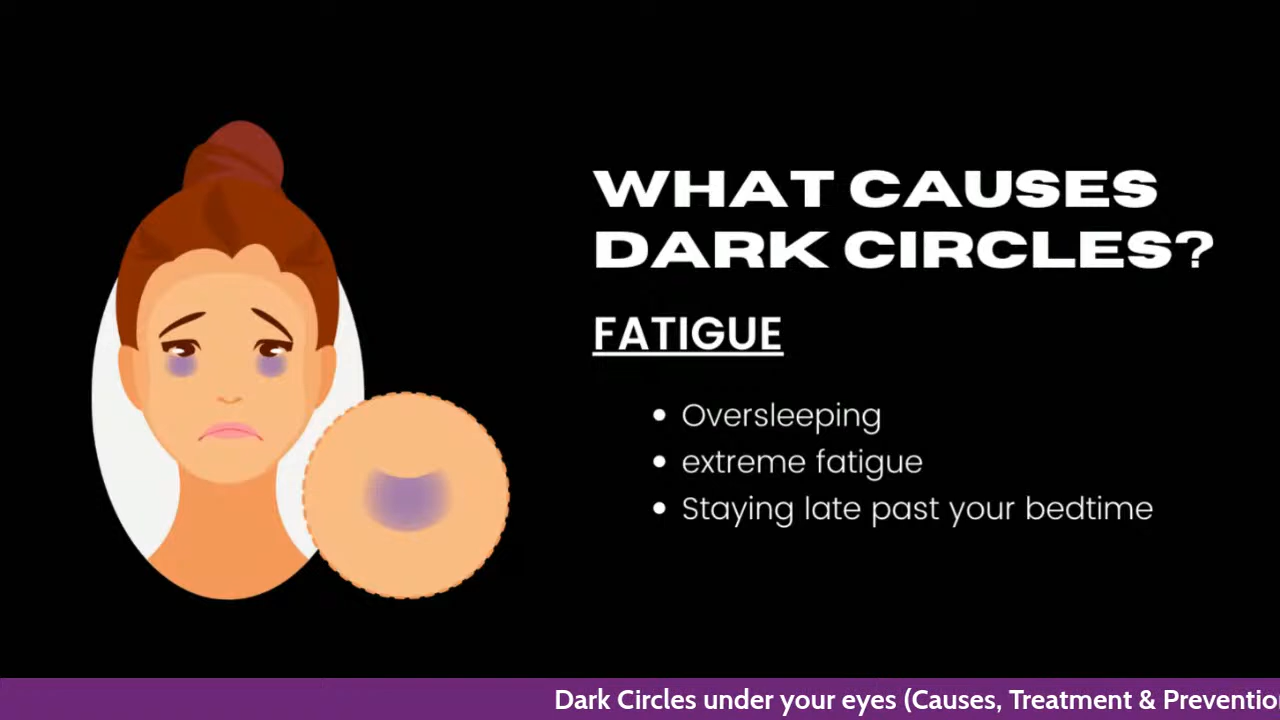 WHAT CAUSES
DARK CIRCLES?
FATIGUE
• Oversleeping
• extreme fatigue
• Staying late past your bedtime
Dark Circles under your eyes (Causes, Treatment & Preventio